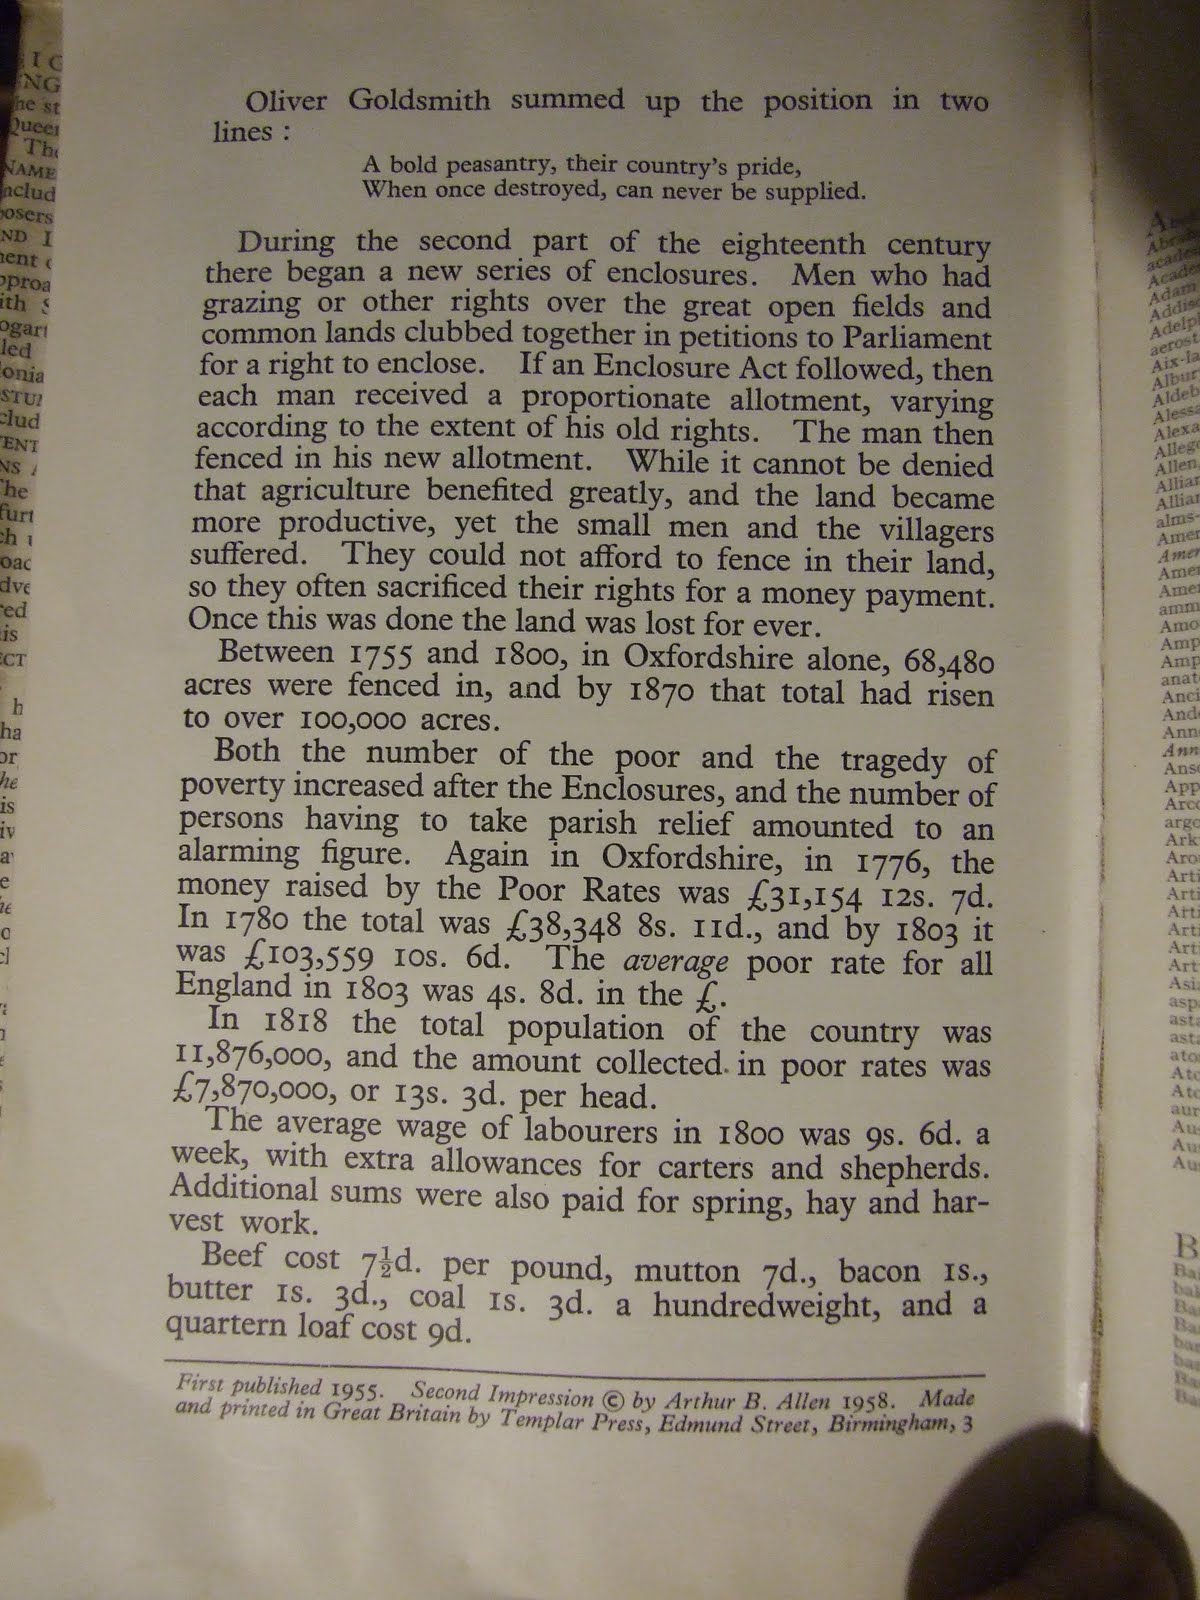 Oliver Goldsmith summed up the position in two
lines :
A bold peasantry, their country's pride,
When once destroyed, can never be supplied.
During the second part of the eighteenth century
there began a new series of enclosures. Men who had
grazing or other rights over the great open fields and
common lands clubbed together in petitions to Parliament
for a right to enclose. If an Enclosure Act followed, then
each man received a proportionate allotment, varying
according to the extent of his old rights. The man then
fenced in his new allotment. While it cannot be denied
that agriculture benefited greatly, and the land became
more productive, yet the small men and the villagers
suffered. They could not afford to fence in their land,
so they often sacrificed their rights for a money payment.
Once this was done the land was lost for ever.
Between 1755 and 1800, in Oxfordshire alone, 68,480
acres were fenced in, and by 1870 that total had risen
to over 100,000 acres.
Both the number of the poor and the tragedy of
poverty increased after the Enclosures, and the number of
persons having to take parish relief amounted to an
alarming figure. Again in Oxfordshire, in 1776, the
money raised by the Poor Rates was £31,154 12s. 7d.
In 1780 the total was £38,348 8s. 11d., and by 1803 it
was £103,559 10s. 6d. The average poor rate for all
England in 1803 was 4s. 8d. in the £.
In 1818 the total population of the country was
11,876,000, and the amount collected in poor rates was
£7,870,000, or 13s. 3d. per head.
The average wage of labourers in 1800 was 9s. 6d. a
week, with extra allowances for carters and shepherds.
Additional sums were also paid for spring, hay and har-
vest work.
Beef cost 7½d. per pound, mutton 7d., bacon 1s.,
butter 1s. 3d., coal 1s. 3d. a hundredweight, and a
quartern loaf cost 9d.
First published 1955. Second Impression © by Arthur B. Allen 1958. Made
and printed in Great Britain by Templar Press, Edmund Street, Birmingham, 3